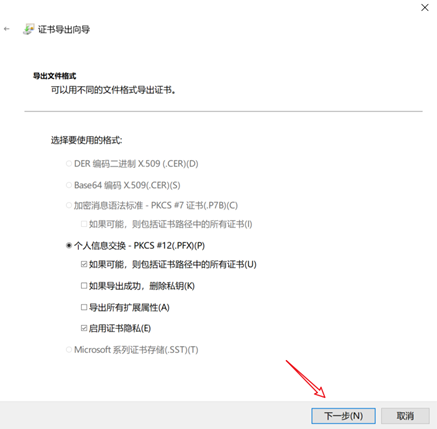 证书导出向导
导出文件格式
可以用不同的文件格式导出证书。
选择要使用的格式:
DER 编码二进制 X.509 (.CER)(D)
Base64 编码 X.509(.CER)(S)
加密消息语法标准 - PKCS #7 证书(.P7B)(C)
如果可能，则包括证书路径中的所有证书(I)
个人信息交换 - PKCS #12(.PFX)(P)
如果可能，则包括证书路径中的所有证书(U)
如果导出成功，删除私钥(K)
导出所有扩展属性(A)
启用证书隐私(E)
Microsoft 系列证书存储(.SST)(T)
下一步(N) 取消